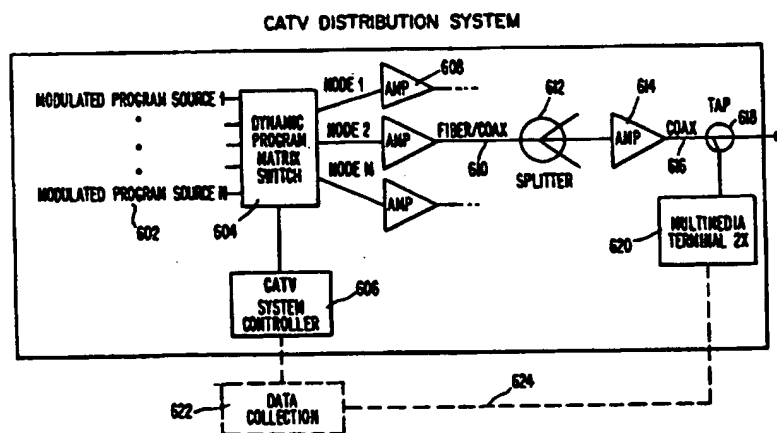 CATV DISTRIBUTION SYSTEM
MODULATED PROGRAM SOURCE 1
MODULATED PROGRAM SOURCE N
602
DYNAMIC
PROGRAM
MATRIX
SWITCH
604
NODE 1
NODE 2
NODE N
AMP
608
AMP
AMP
FIBER/COAX
610
612
SPLITTER
614
AMP
COAX
616
TAP
618
620
MULTIMEDIA
TERMINAL 2X
CATV
SYSTEM
CONTROLLER
606
622
DATA
COLLECTION
624